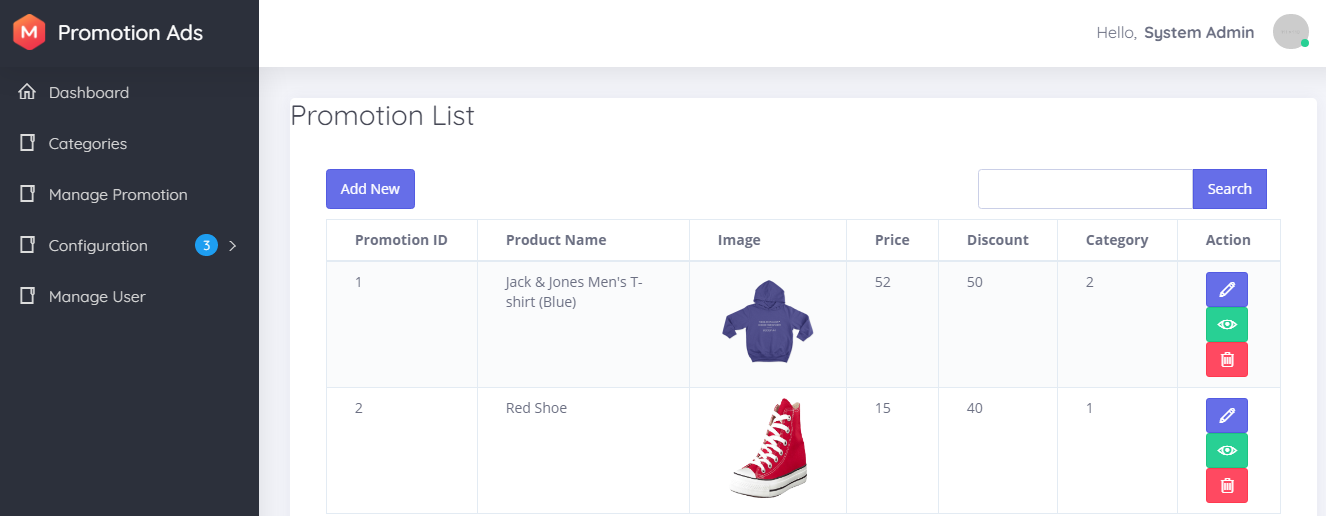 M Promotion Ads
Hello, System Admin
Dashboard
Categories
Manage Promotion
Configuration 3
Manage User
Promotion List
Add New
Search
Promotion ID Product Name Image Price Discount Category Action
1 Jack & Jones Men's T- 52 50 2
shirt (Blue)
2 Red Shoe 15 40 1